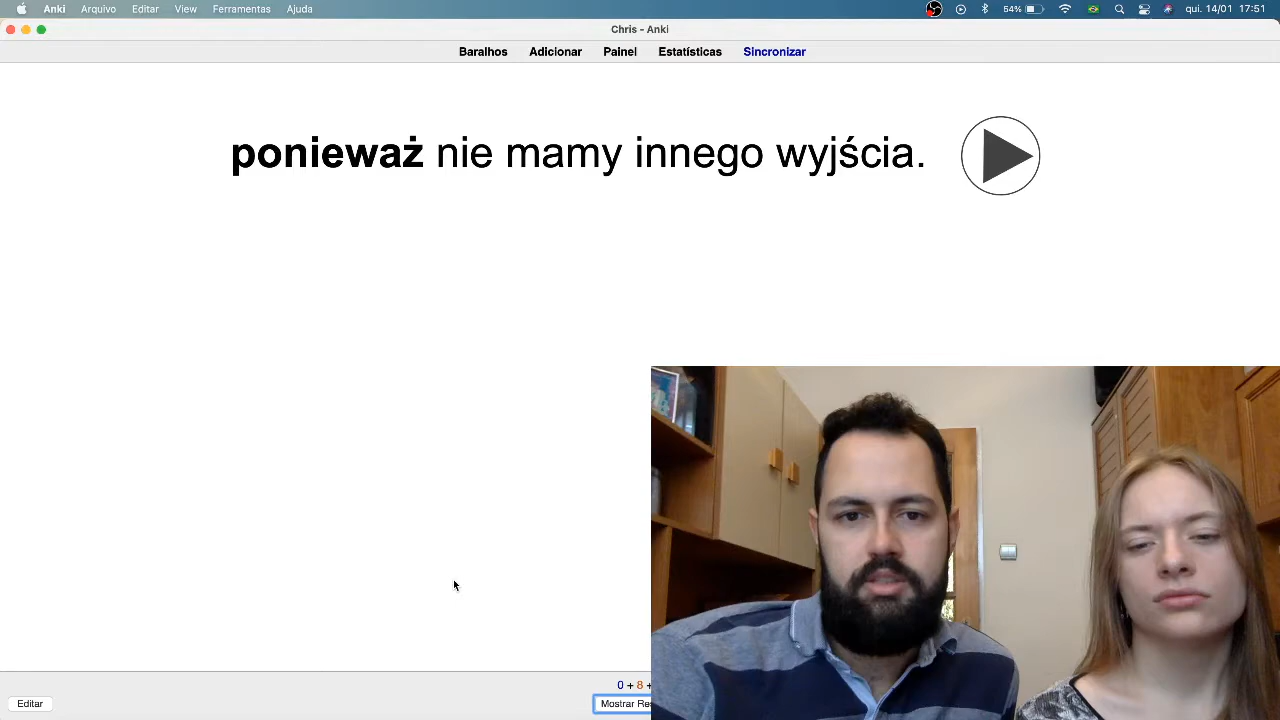 Anki Arquivo Editar View Ferramentas Ajuda 54% qui. 14/01 17:51
Chris - Anki
Baralhos Adicionar Painel Estatísticas Sincronizar
ponieważ nie mamy innego wyjścia.
0 + 8 +
Editar Mostrar Res